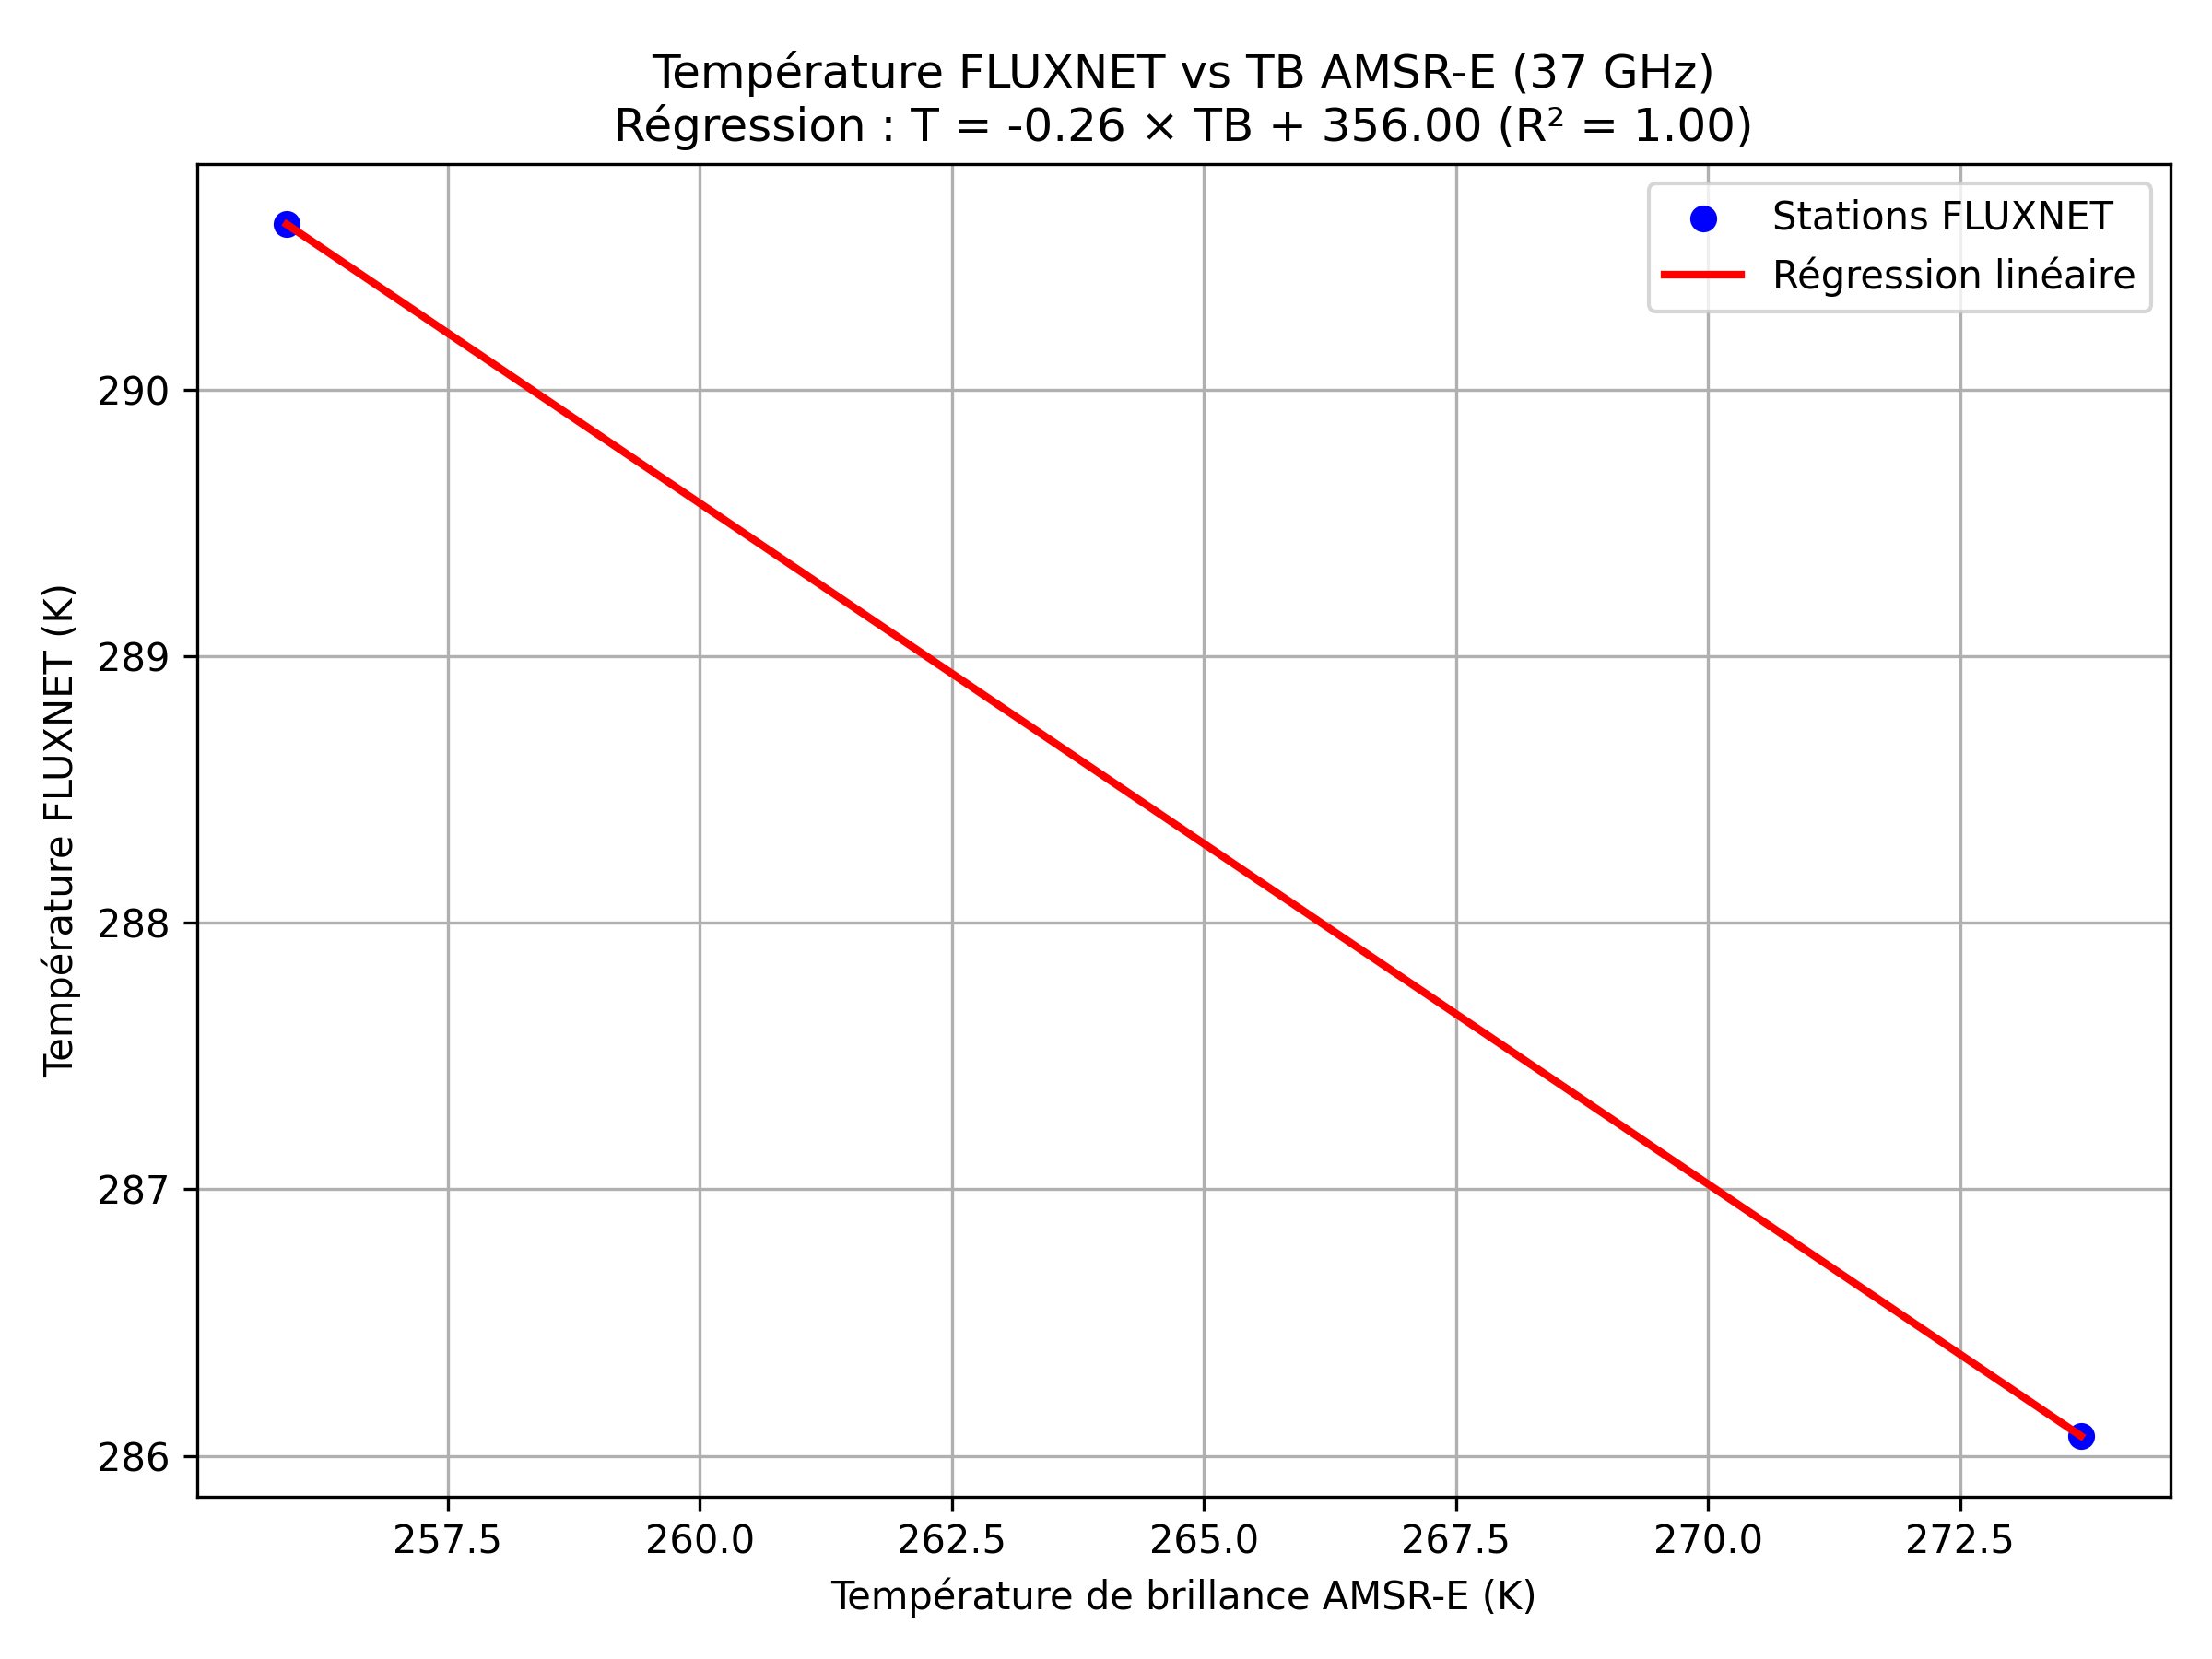 Température FLUXNET vs TB AMSR-E (37 GHz)
Régression : T = -0.26 × TB + 356.00 (R² = 1.00)
Stations FLUXNET
Régression linéaire
Température FLUXNET (K)
290
289
288
287
286
257.5 260.0 262.5 265.0 267.5 270.0 272.5
Température de brillance AMSR-E (K)